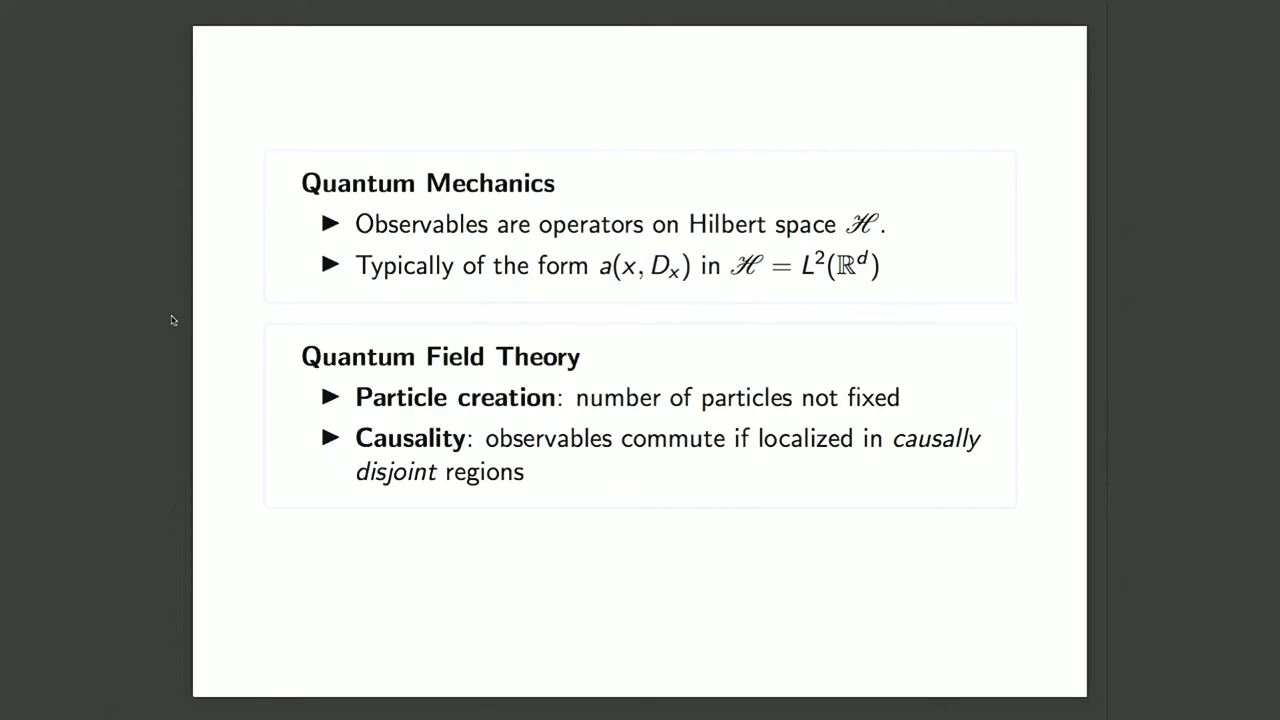 Quantum Mechanics
▶ Observables are operators on Hilbert space ℋ.
▶ Typically of the form a(x, Dₓ) in ℋ = L²(ℝᵈ)
Quantum Field Theory
▶ Particle creation: number of particles not fixed
▶ Causality: observables commute if localized in causally
disjoint regions